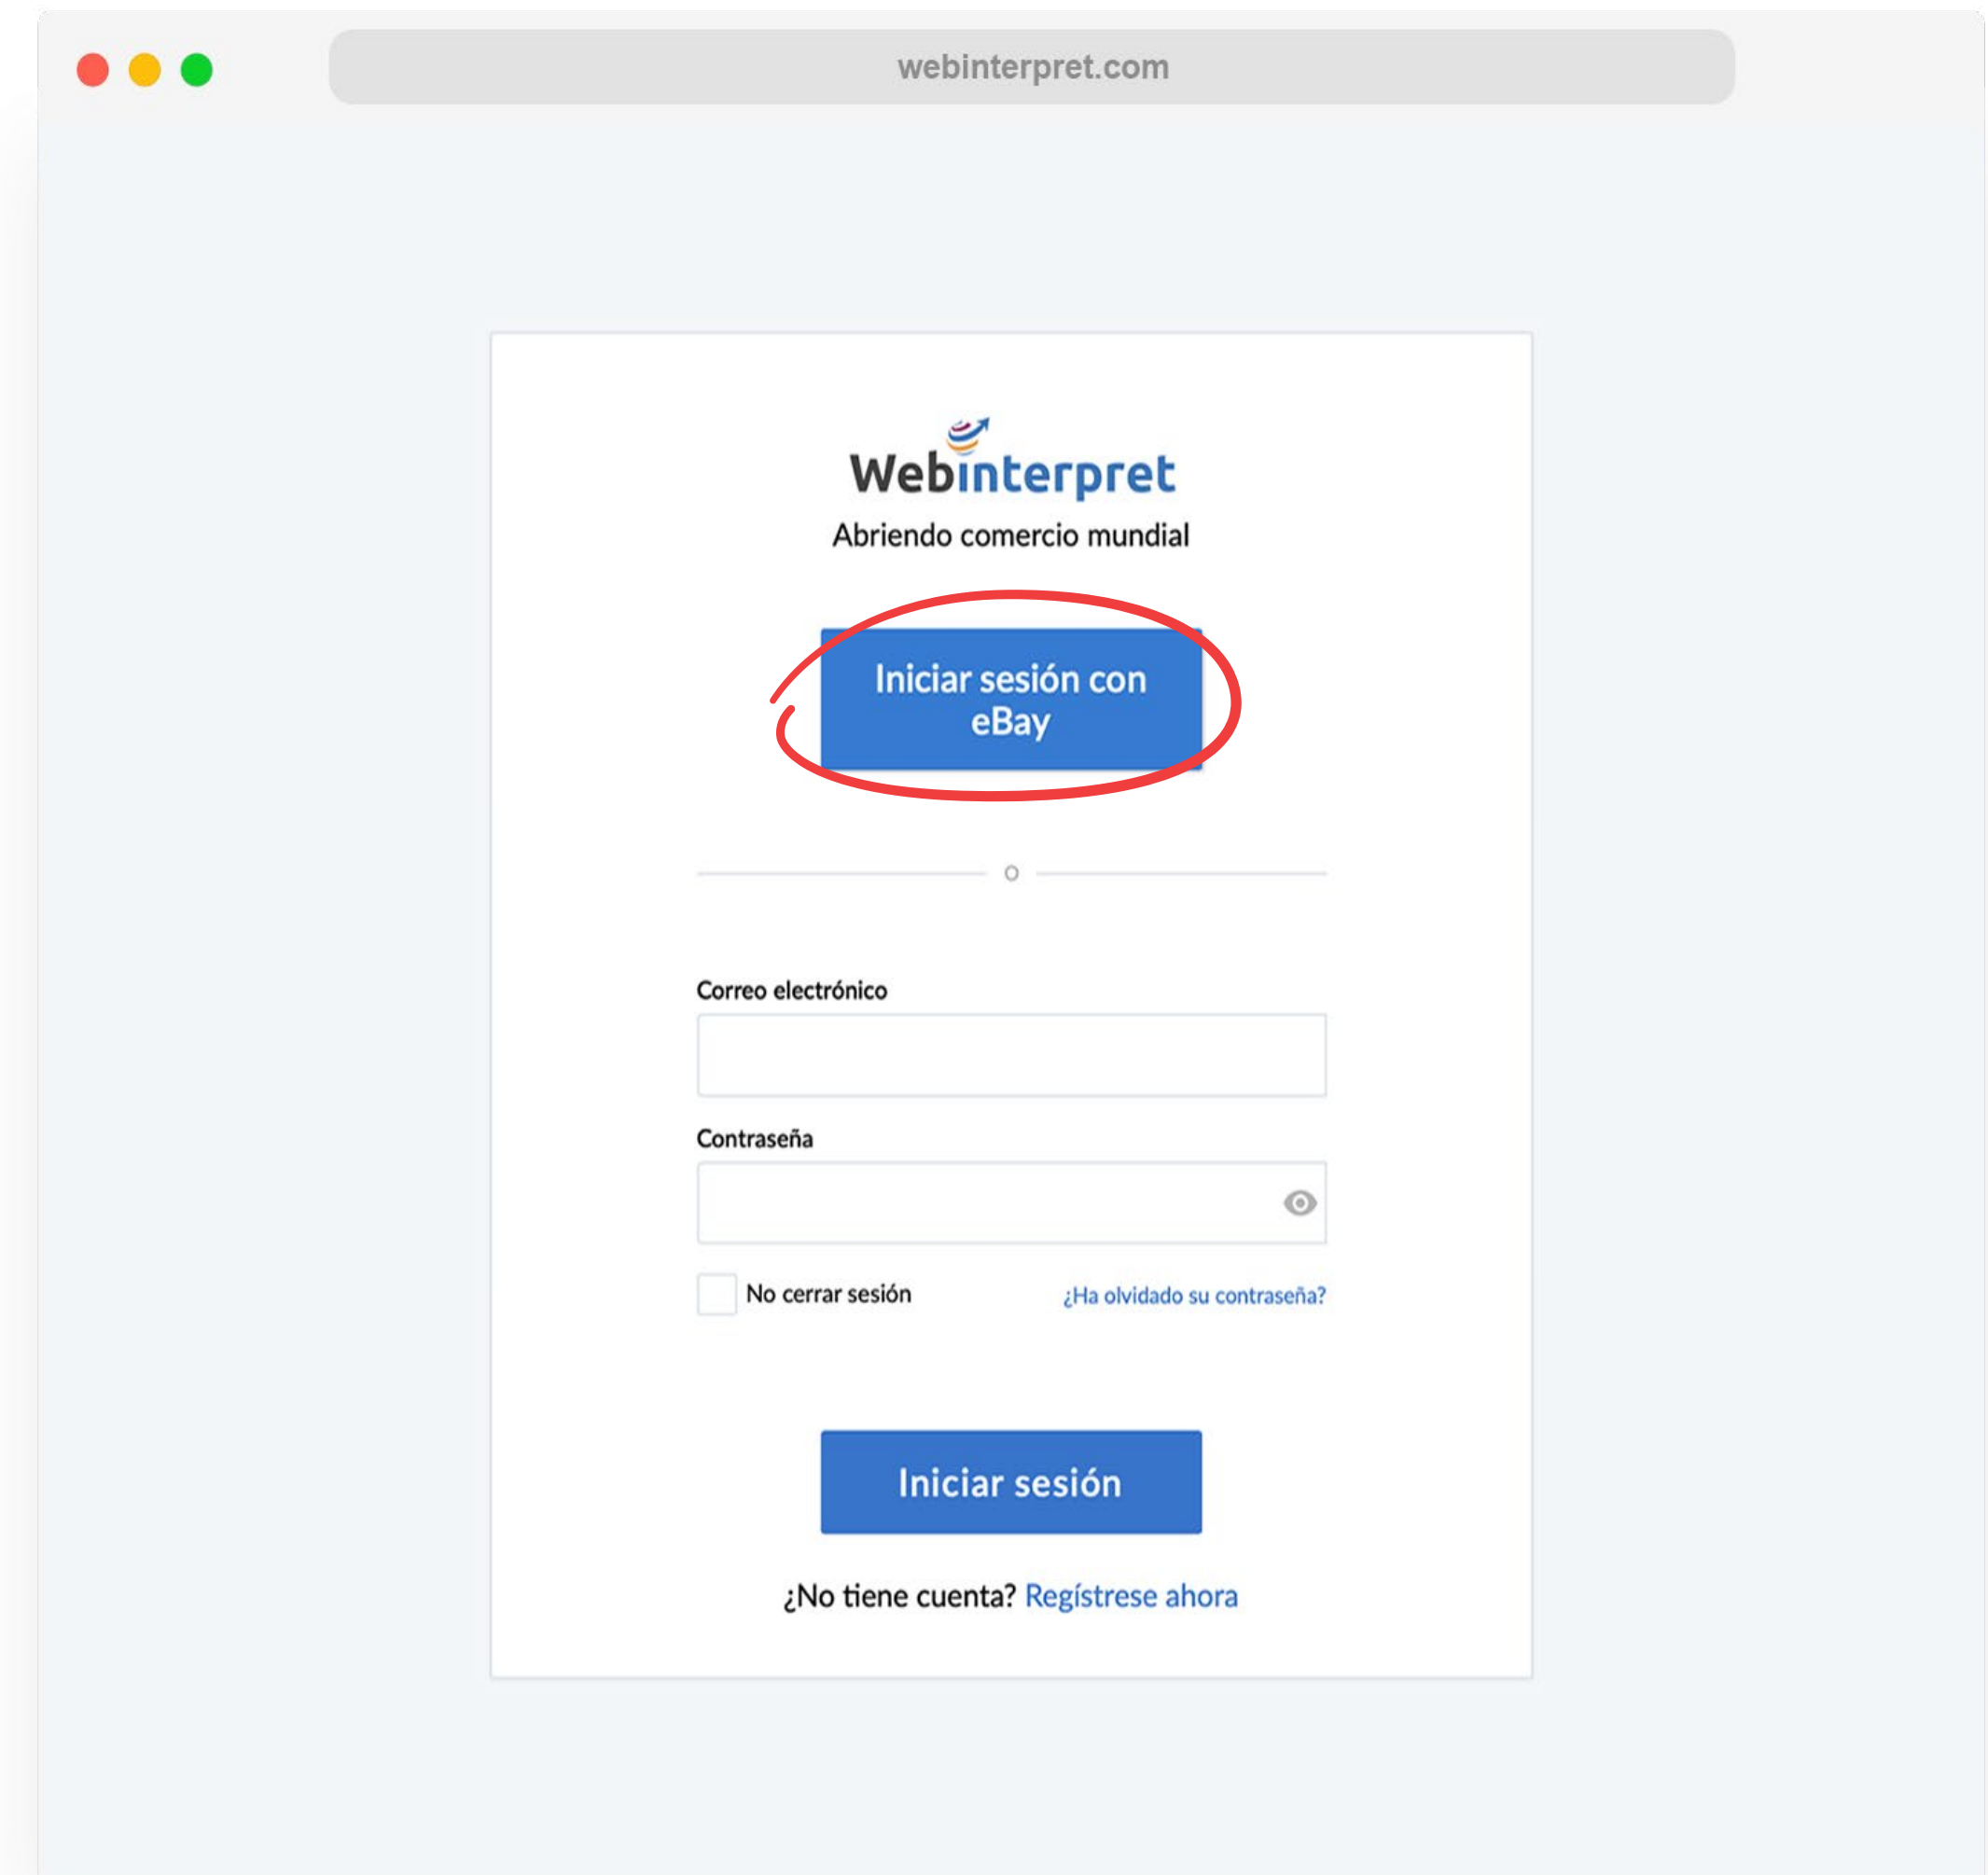 webinterpret.com
Webinterpret
Abriendo comercio mundial
Iniciar sesión con
eBay
o
Correo electrónico
Contraseña
No cerrar sesión
¿Ha olvidado su contraseña?
Iniciar sesión
¿No tiene cuenta? Regístrese ahora